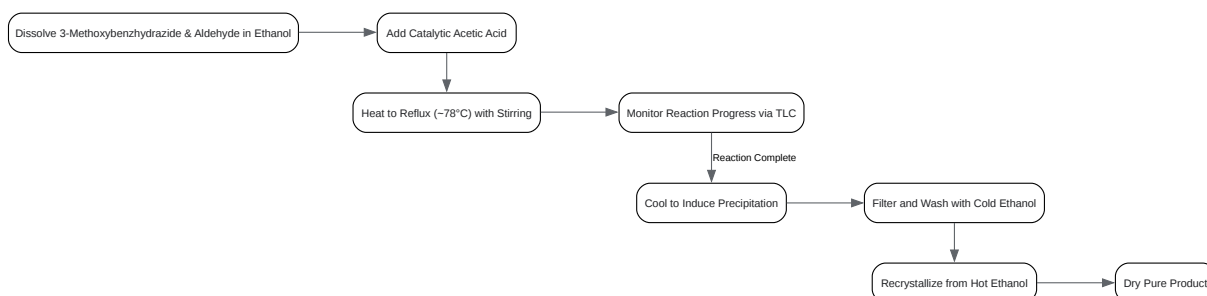 Dissolve 3-Methoxybenzhydrazide & Aldehyde in Ethanol
Add Catalytic Acetic Acid
Heat to Reflux (~78°C) with Stirring
Monitor Reaction Progress via TLC
Reaction Complete
Cool to Induce Precipitation
Filter and Wash with Cold Ethanol
Recrystallize from Hot Ethanol
Dry Pure Product